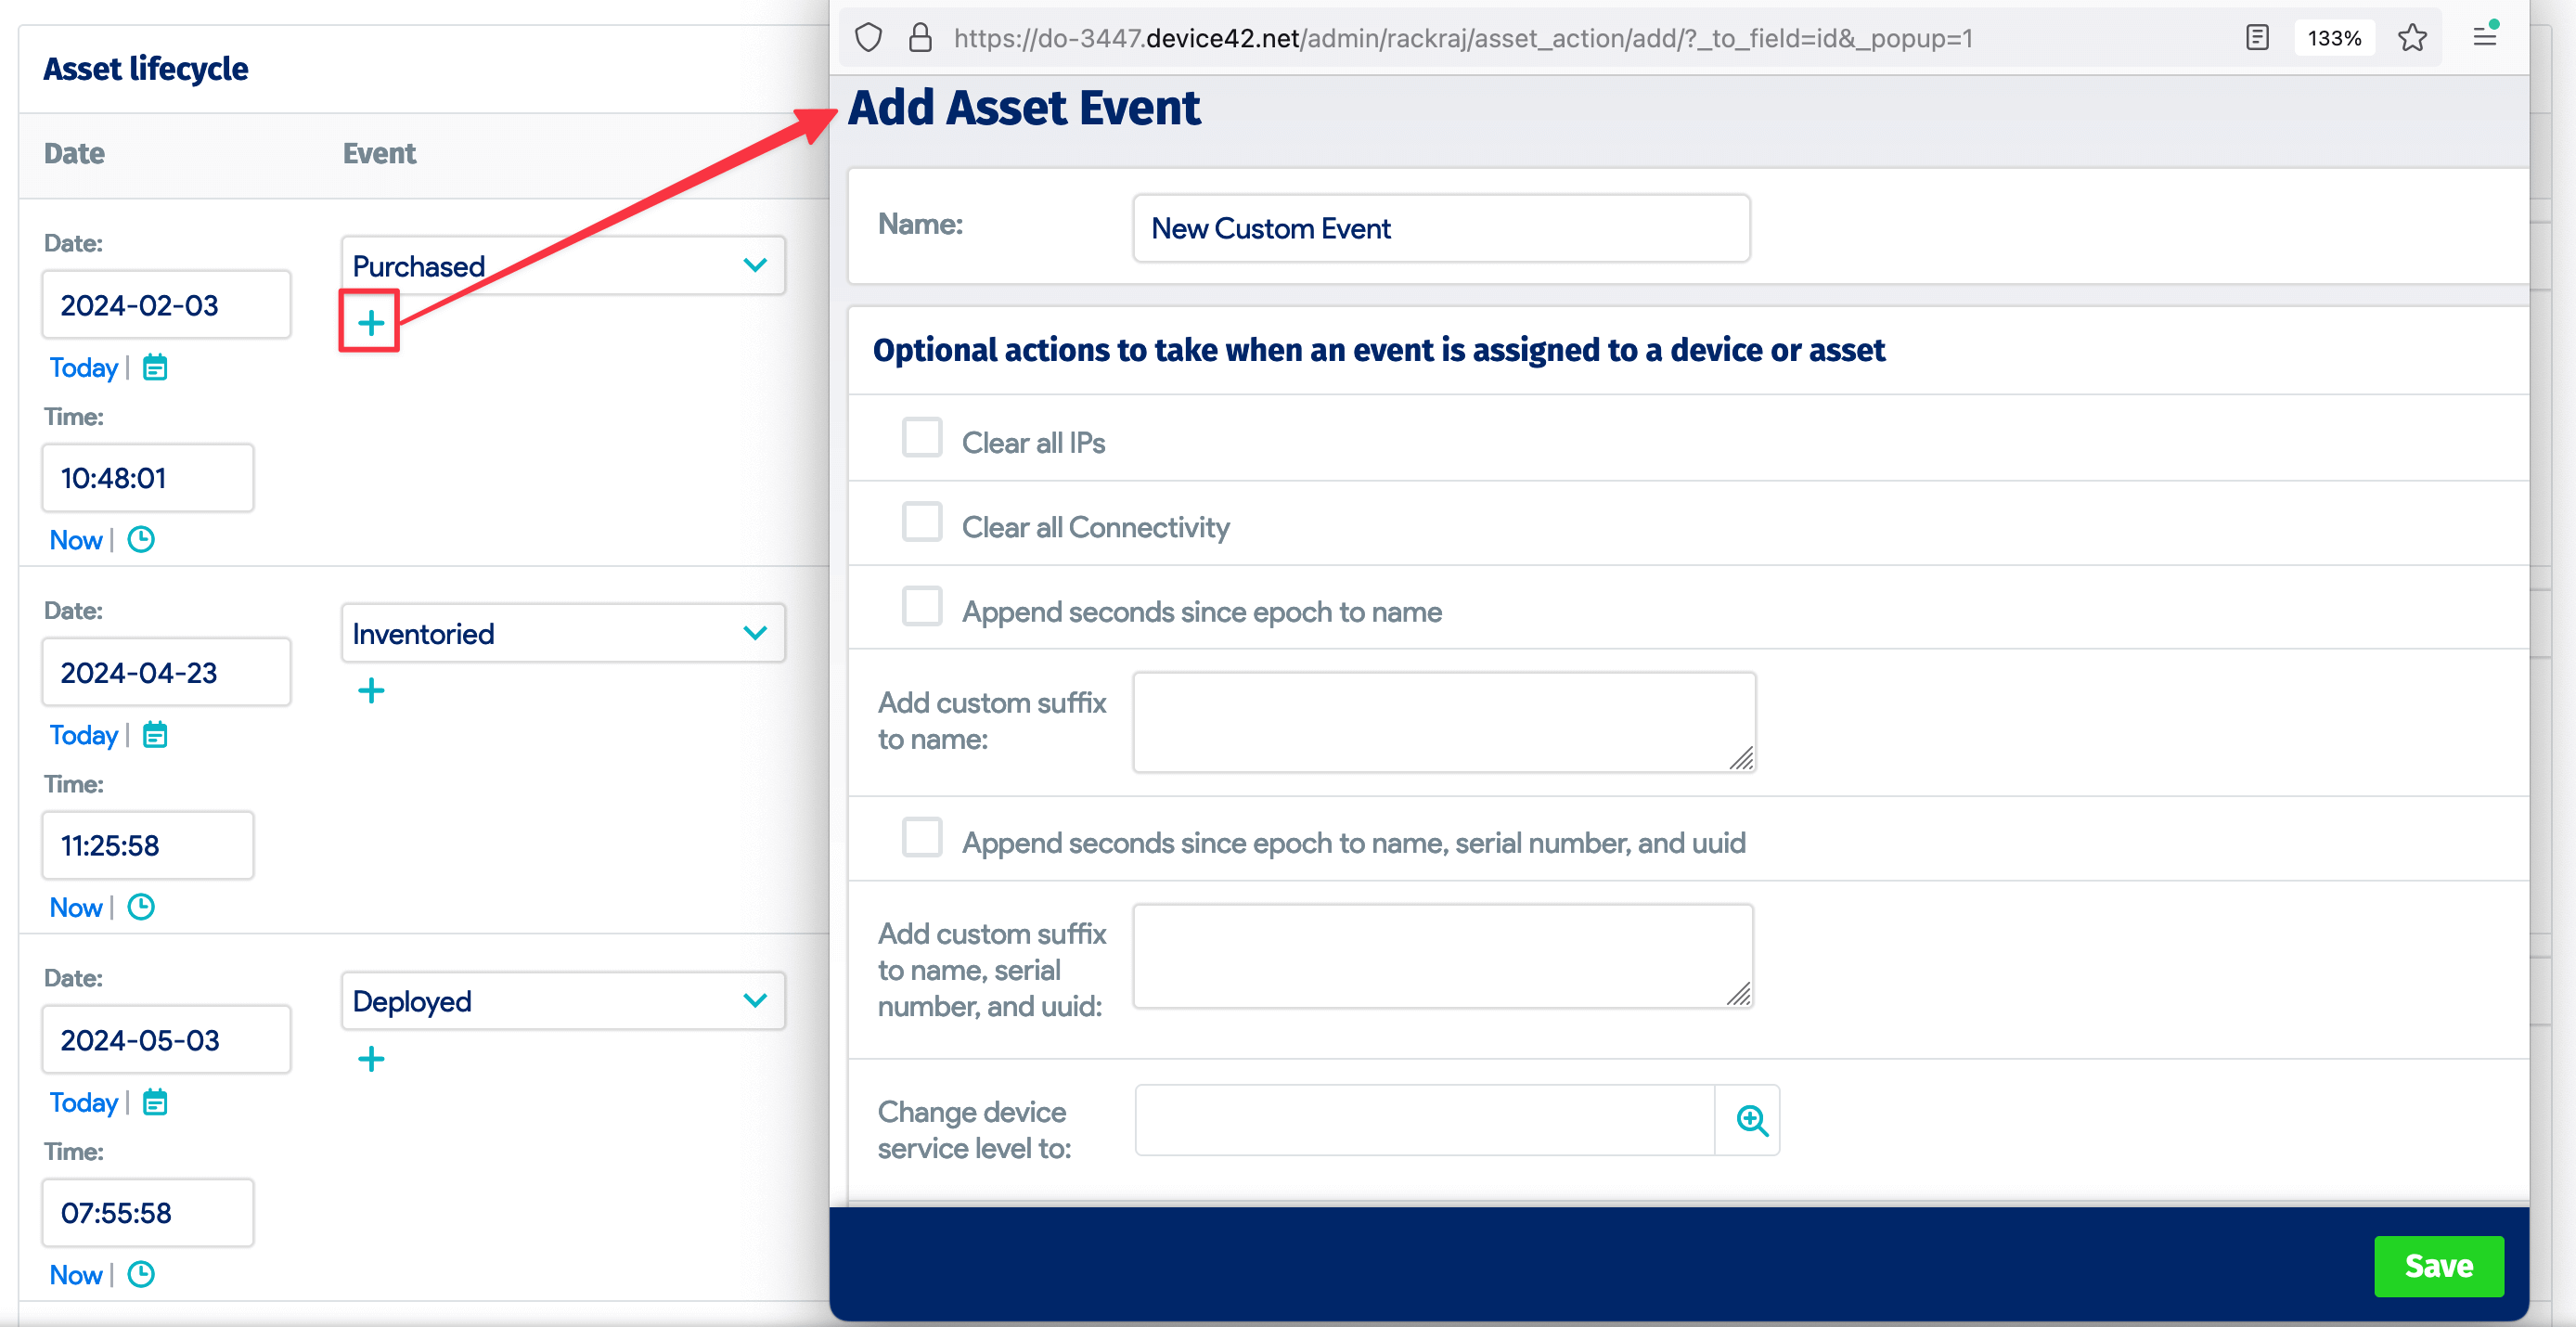 Asset lifecycle
Date Event
Date:
Purchased
2024-02-03
Today |
Time:
10:48:01
Now |
Date:
Inventoried
2024-04-23
Today |
Time:
11:25:58
Now |
Date:
Deployed
2024-05-03
Today |
Time:
07:55:58
Now |
https://do-3447.device42.net/admin/rackraj/asset_action/add/?_to_field=id&_popup=1
133%
Add Asset Event
Name: New Custom Event
Optional actions to take when an event is assigned to a device or asset
Clear all IPs
Clear all Connectivity
Append seconds since epoch to name
Add custom suffix
to name:
Append seconds since epoch to name, serial number, and uuid
Add custom suffix
to name, serial
number, and uuid:
Change device
service level to:
Save